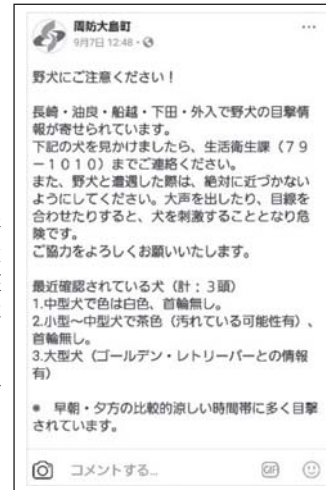 周防大島町
9月7日 12:48
野犬にご注意ください！
長崎・油良・船越・下田・外入で野犬の目撃情
報が寄せられています。
下記の犬を見かけましたら、生活衛生課（７９
－１０１０）までご連絡ください。
また、野犬と遭遇した際は、絶対に近づかない
ようにしてください。大声を出したり、目線を
合わせたりすると、犬を刺激することとなり危
険です。
ご協力をよろしくお願いいたします。
最近確認されている犬（計：３頭）
1.中型犬で色は白色、首輪無し。
2.小型～中型犬で茶色（汚れている可能性有）、
首輪無し。
3.大型犬（ゴールデン・レトリーバーとの情報
有）
※ 早朝・夕方の比較的涼しい時間帯に多く目撃
されています。
コメントする...
GIF